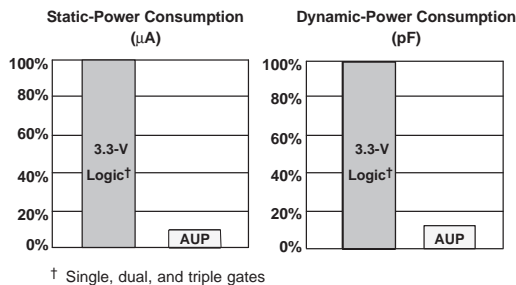 Static-Power Consumption
(μA)
100%
80%
60%
40%
20%
0%
3.3-V
Logic†
AUP
Dynamic-Power Consumption
(pF)
100%
80%
60%
40%
20%
0%
3.3-V
Logic†
AUP
† Single, dual, and triple gates